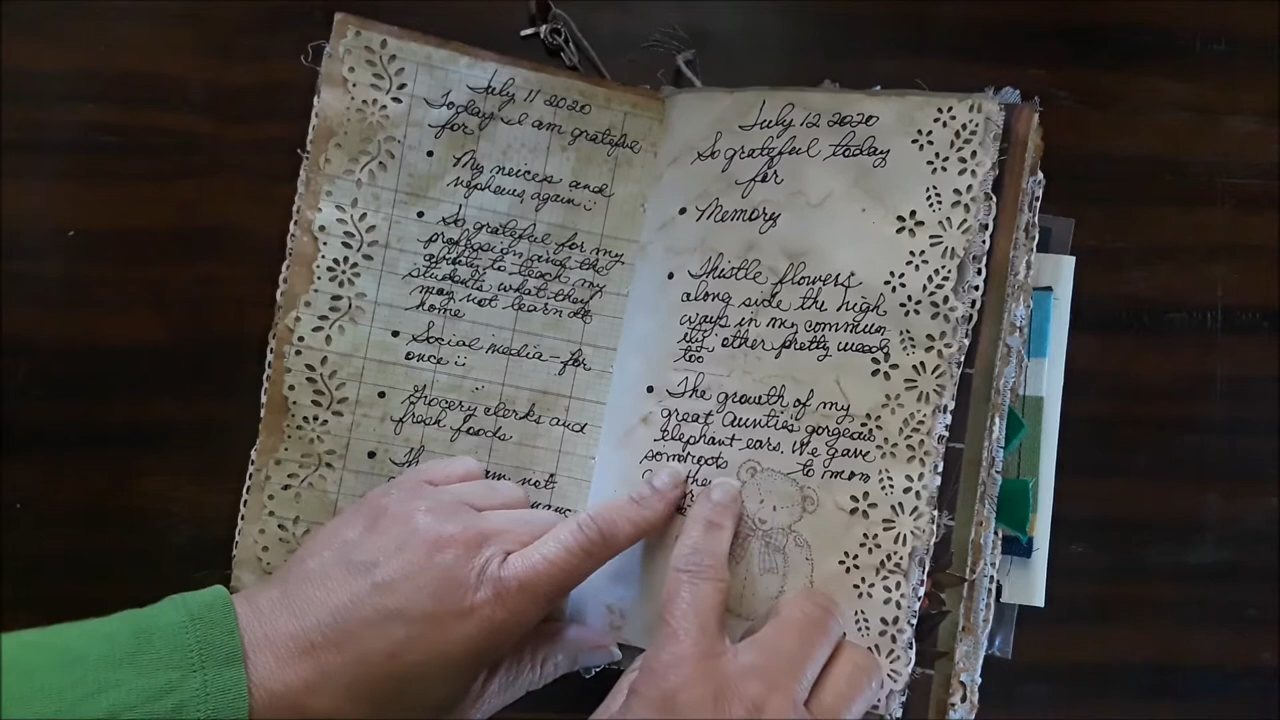 July 11 2020
Today I am grateful
for
• My neices and
nephews, again :)
• So grateful for my
profession and the
ability to teach my
students what they
may not learn at
home
• Social media - for
once :)
• Grocery clerks and
fresh foods
• am not
July 12 2020
So grateful today
for
• Memory
• Thistle flowers
along side the high
ways in my commun-
ity, other pretty weeds
too
• The growth of my
great Auntie's gorgeous
elephant ears. We gave
roots to mom